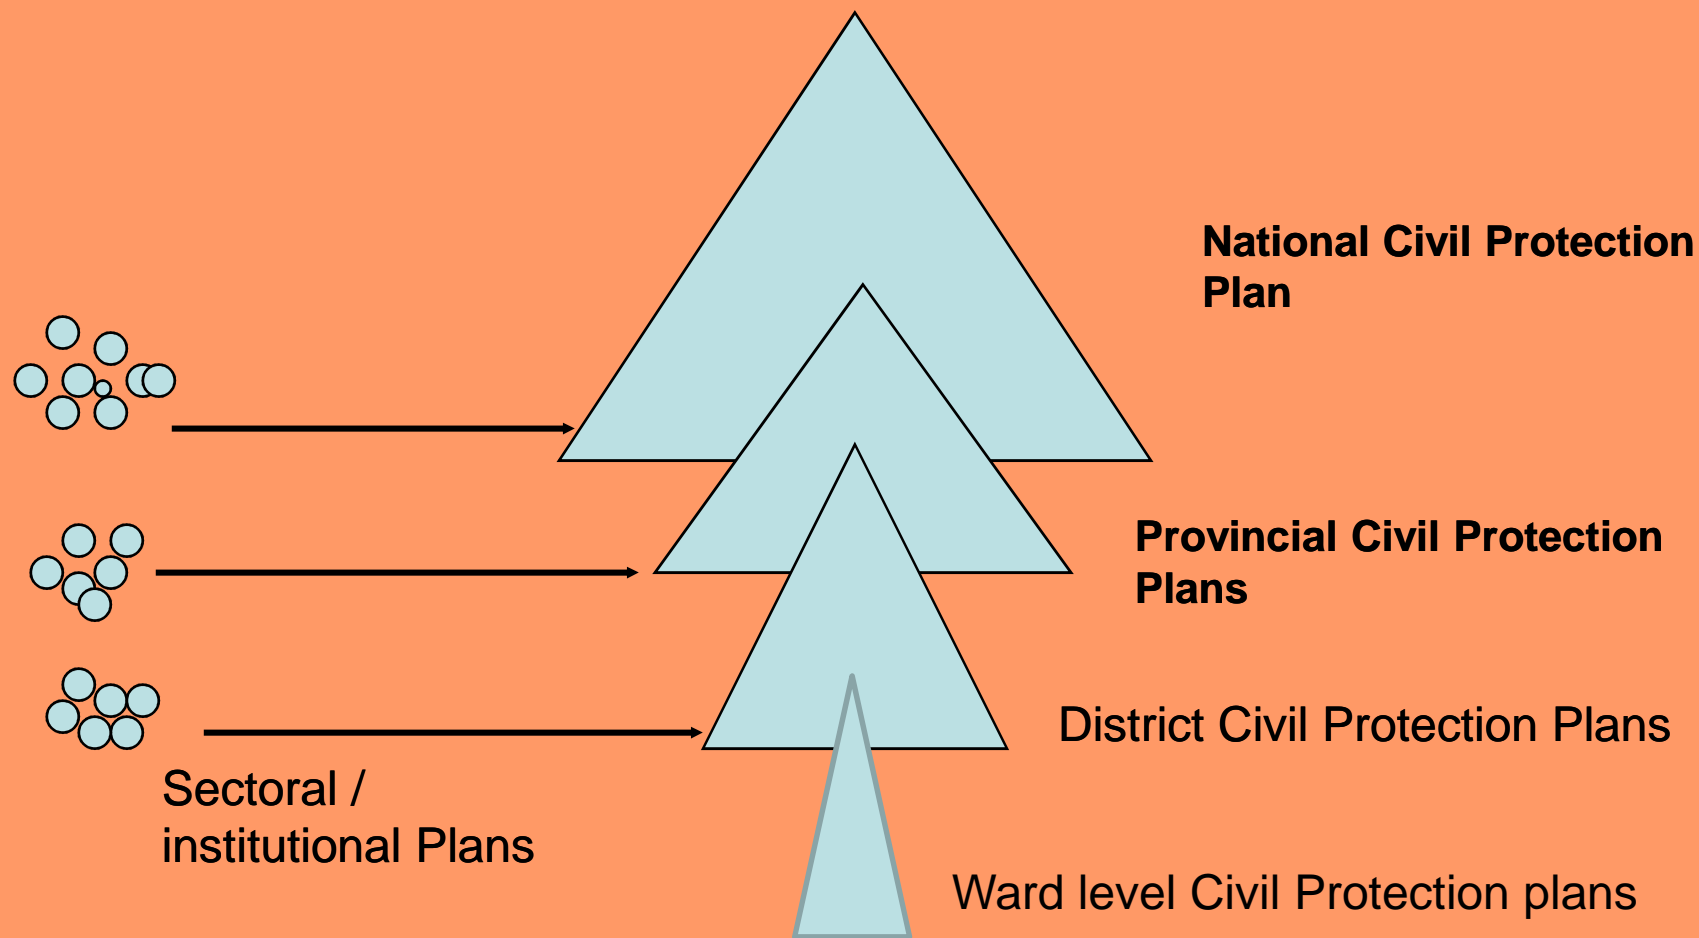 National Civil Protection
Plan
Provincial Civil Protection
Plans
District Civil Protection Plans
Sectoral /
institutional Plans
Ward level Civil Protection plans